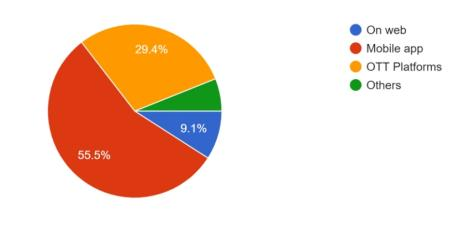 29.4%
9.1%
55.5%
On web
Mobile app
OTT Platforms
Others